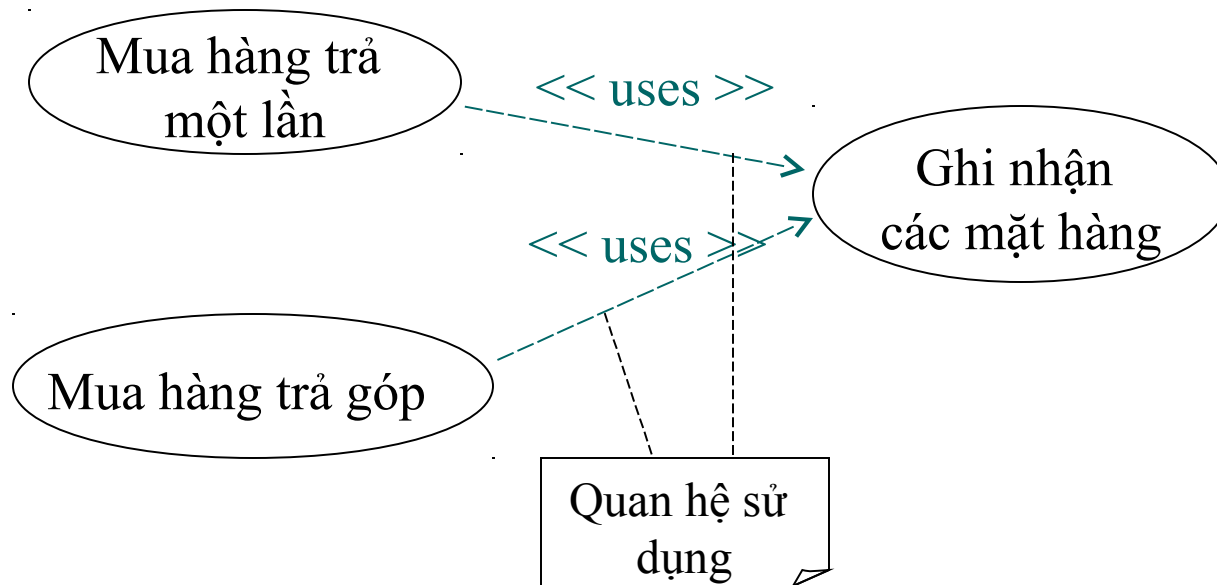 Mua hàng trả
một lần
<< uses >>
Ghi nhận
các mặt hàng
<< uses >>
Mua hàng trả góp
Quan hệ sử
dụng